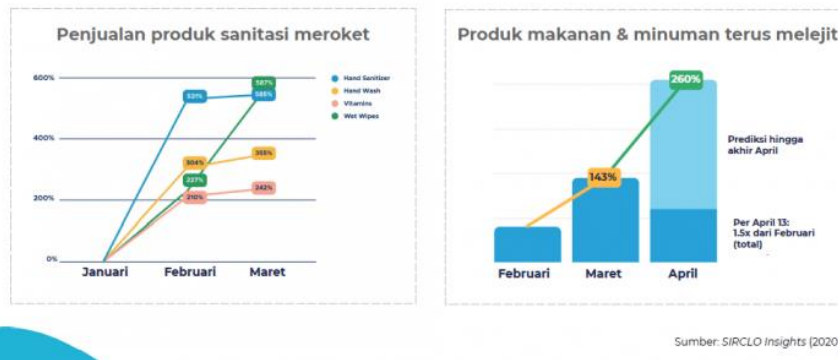 Penjualan produk sanitasi meroket
600%
400%
200%
0%
531%
304%
227%
210%
587%
585%
242%
Januari Februari Maret
Hand Sanitizer
Hand Wash
Vitamins
Wet Wipes
Produk makanan & minuman terus melejit
143%
260%
Februari Maret April
Prediksi hingga
akhir April
Per April 13:
1.5x dari Februari
(total)
Sumber: SIRCLO Insights (2020